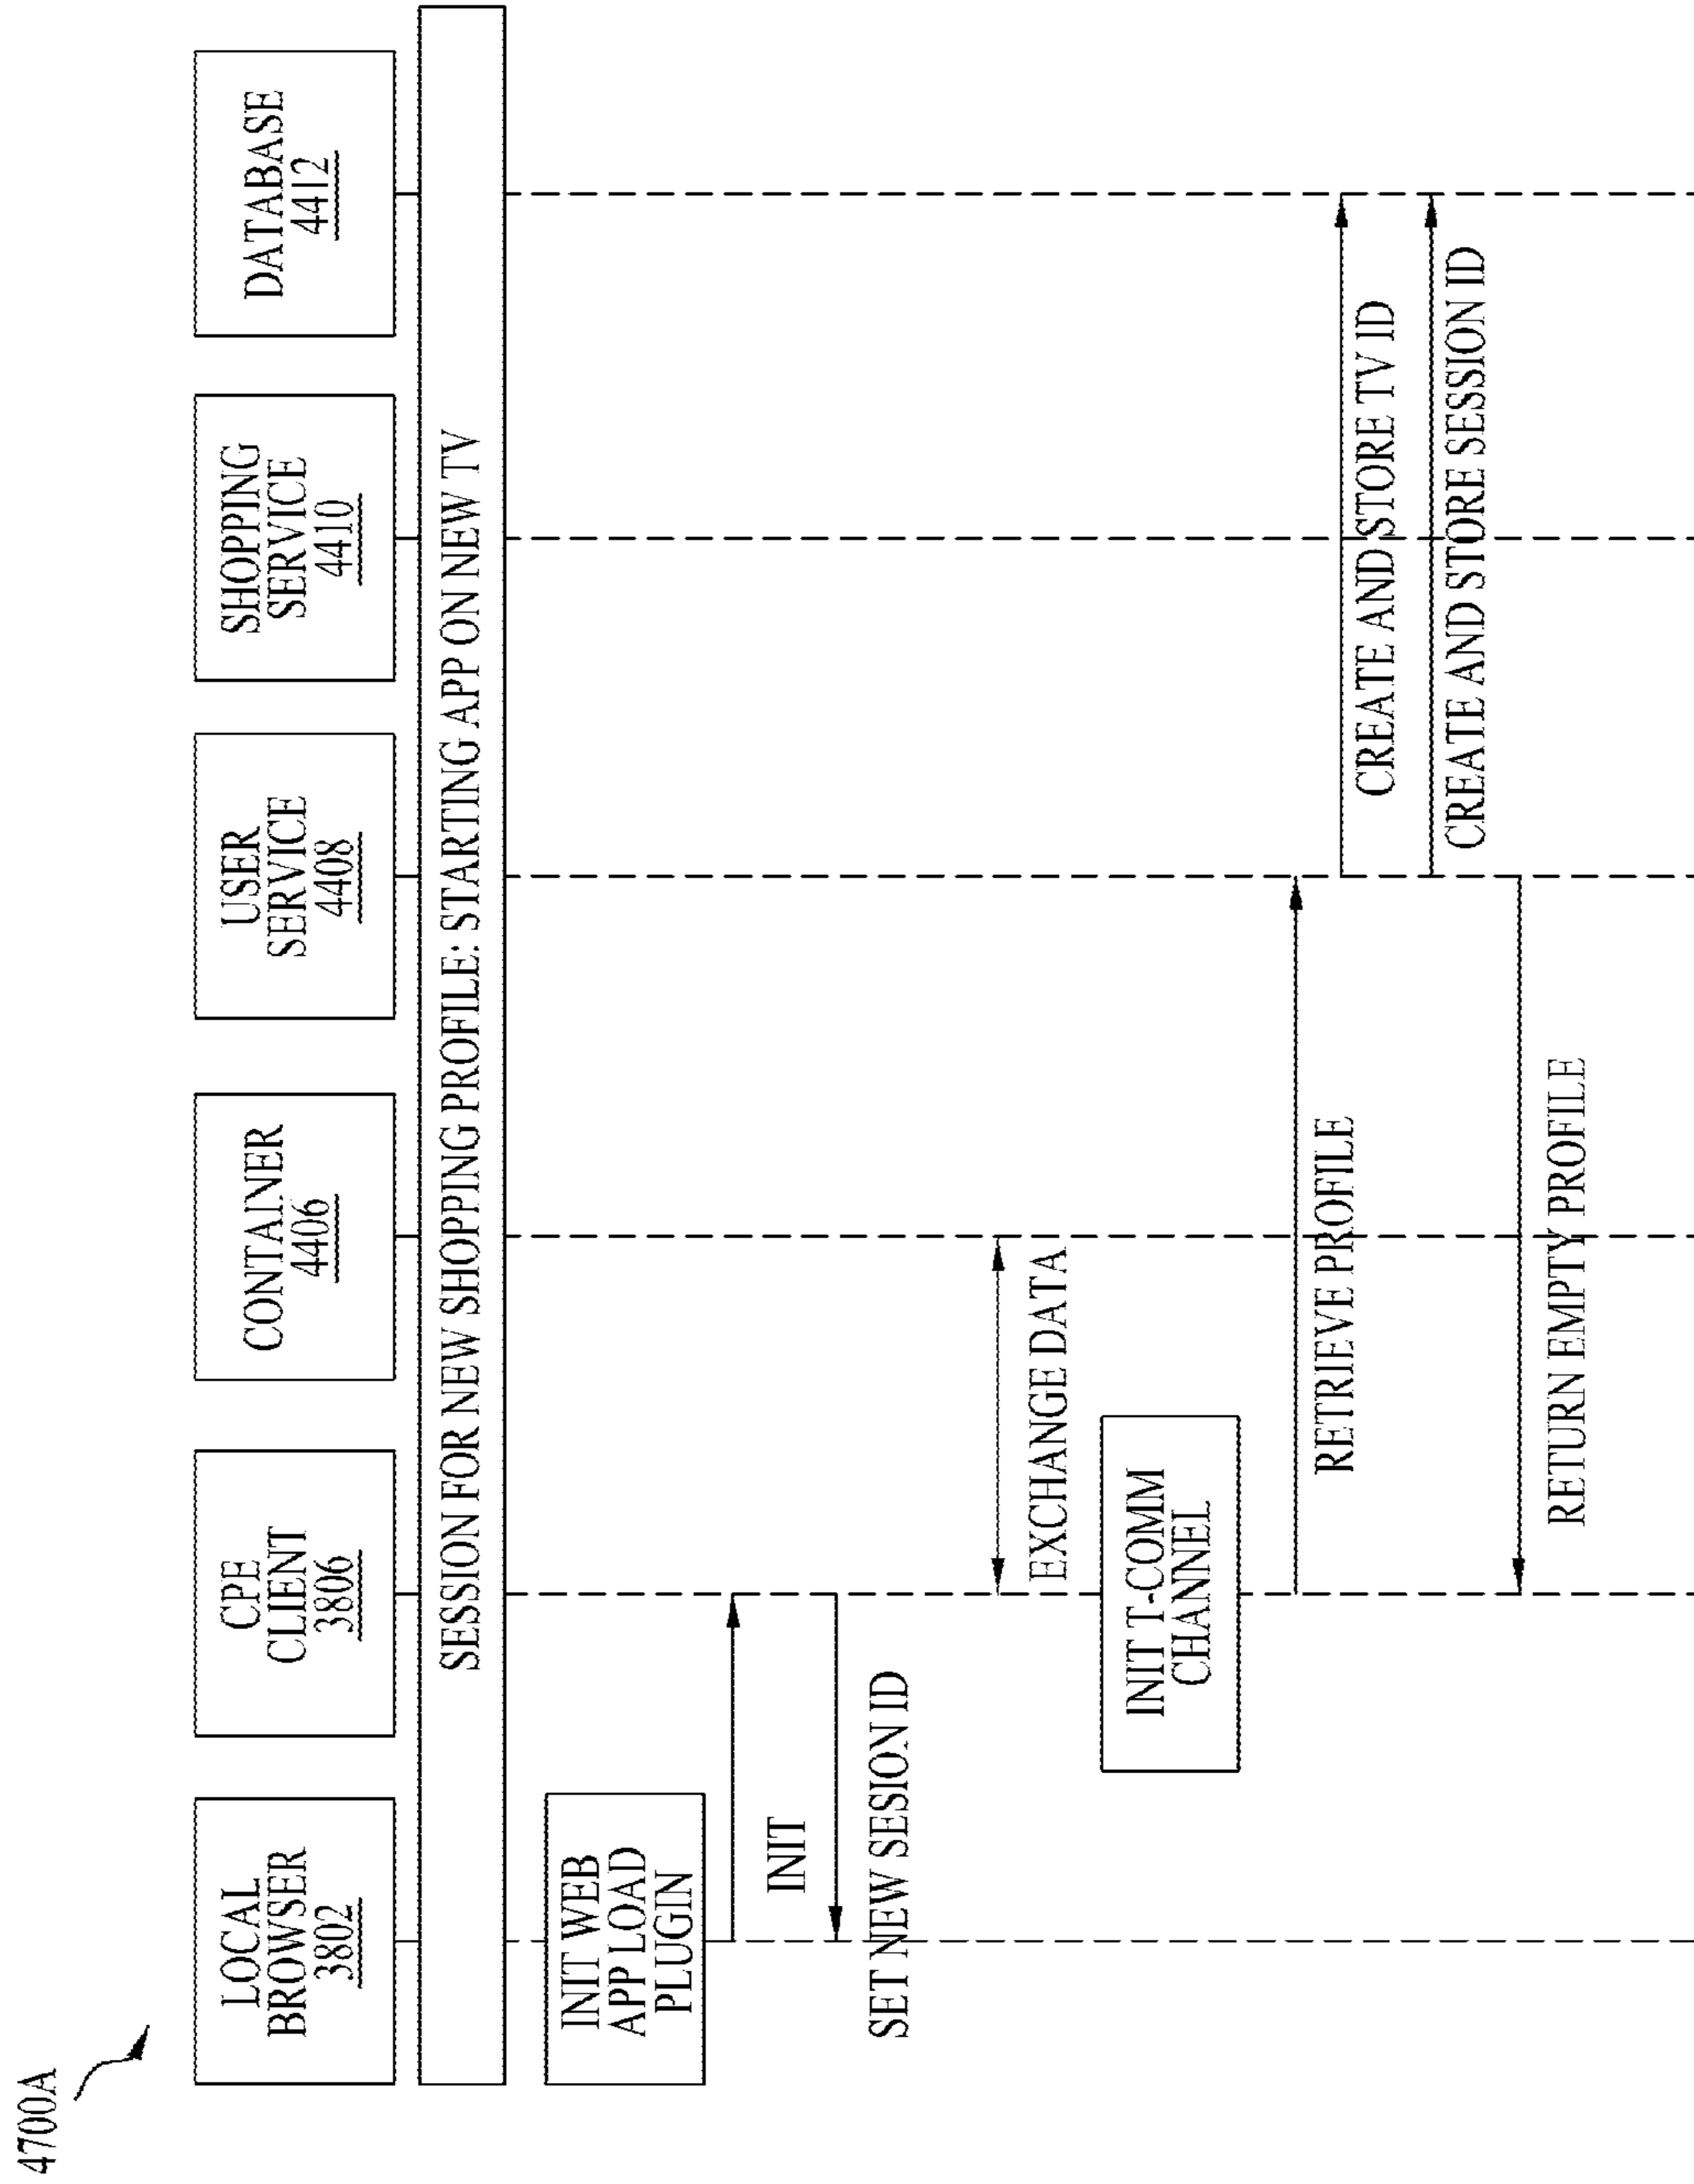 4700A
LOCAL
BROWSER
3802
CPE
CLIENT
3806
CONTAINER
4406
USER
SERVICE
4408
SHOPPING
SERVICE
4410
DATABASE
4412
SESSION FOR NEW SHOPPING PROFILE: STARTING APP ON NEW TV
INIT WEB
APP LOAD
PLUGIN
INIT
SET NEW SESSION ID
EXCHANGE DATA
INIT T-COMM
CHANNEL
RETRIEVE PROFILE
CREATE AND STORE TV ID
CREATE AND STORE SESSION ID
RETURN EMPTY PROFILE